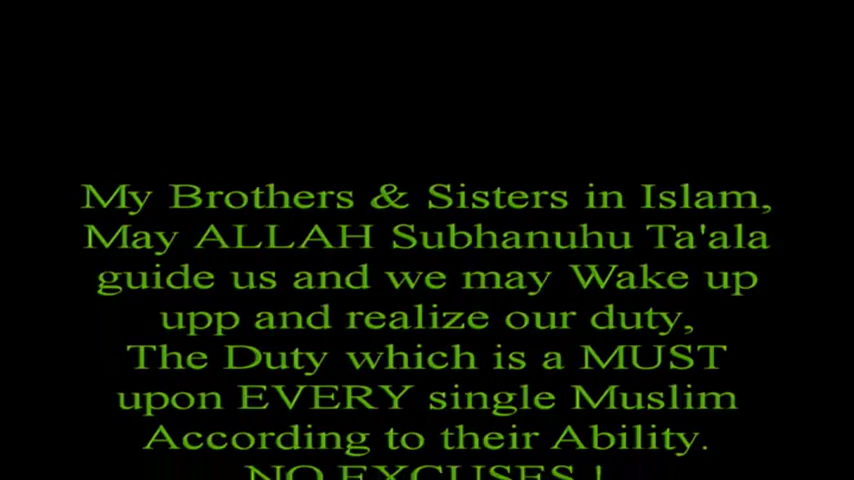 My Brothers & Sisters in Islam,
May ALLAH Subhanuhu Ta'ala
guide us and we may Wake up
upp and realize our duty,
The Duty which is a MUST
upon EVERY single Muslim
According to their Ability.
NO EXCUSES !